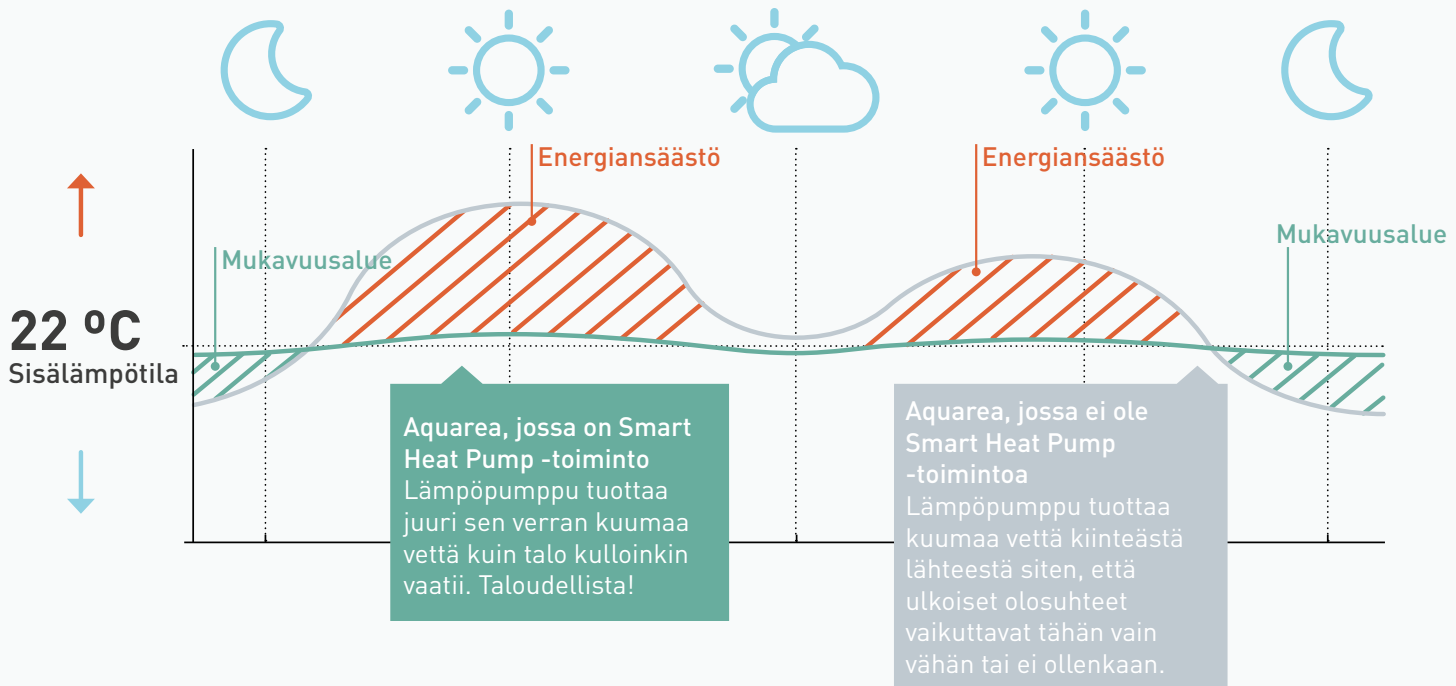 Energiansäästö
Energiansäästö
Mukavuusalue
Mukavuusalue
22 ºC
Sisälämpötila
Aquarea, jossa on Smart
Heat Pump -toiminto
Lämpöpumppu tuottaa
juuri sen verran kuumaa
vettä kuin talo kulloinkin
vaatii. Taloudellista!
Aquarea, jossa ei ole
Smart Heat Pump
-toimintoa
Lämpöpumppu tuottaa
kuumaa vettä kiinteästä
lähteestä siten, että
ulkoiset olosuhteet
vaikuttavat tähän vain
vähän tai ei ollenkaan.